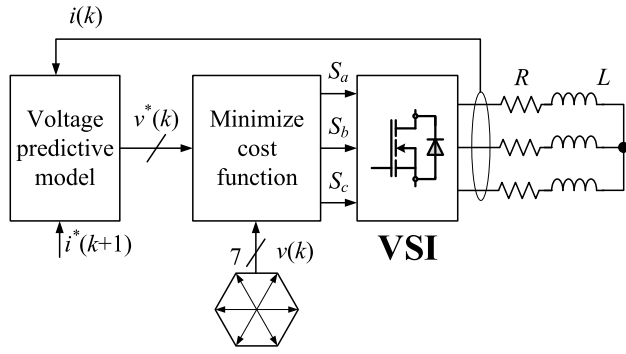 i(k)
Voltage
predictive
model
v*(k)
i*(k+1)
Minimize
cost
function
7
v(k)
Sa
Sb
Sc
VSI
R
L